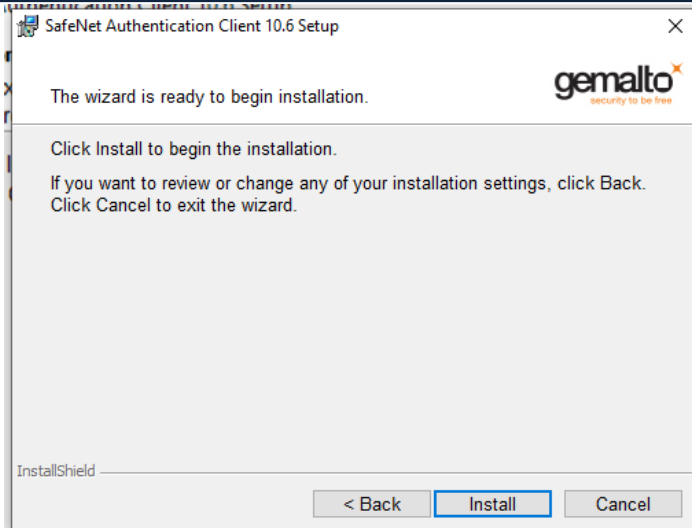 SafeNet Authentication Client 10.6 Setup
The wizard is ready to begin installation.
gemalto
security to be free
Click Install to begin the installation.
If you want to review or change any of your installation settings, click Back.
Click Cancel to exit the wizard.
InstallShield
< Back
Install
Cancel